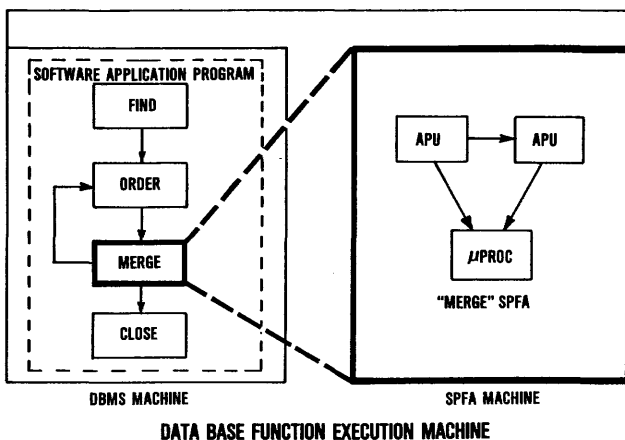 SOFTWARE APPLICATION PROGRAM
FIND
ORDER
MERGE
CLOSE
DBMS MACHINE
APU
APU
μPROC
"MERGE" SPFA
SPFA MACHINE
DATA BASE FUNCTION EXECUTION MACHINE